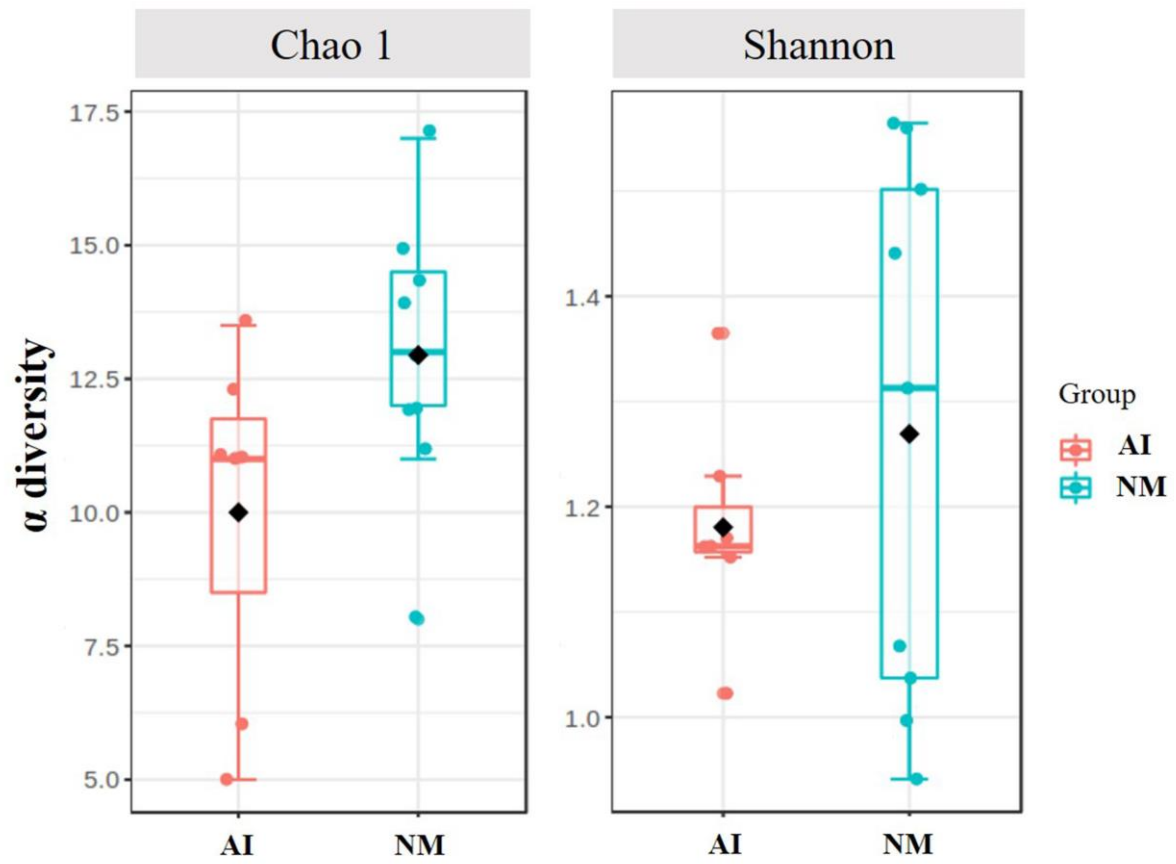 Chao 1
Shannon
α diversity
17.5
15.0
12.5
10.0
7.5
5.0
1.4
1.2
1.0
AI
NM
AI
NM
Group
AI
NM